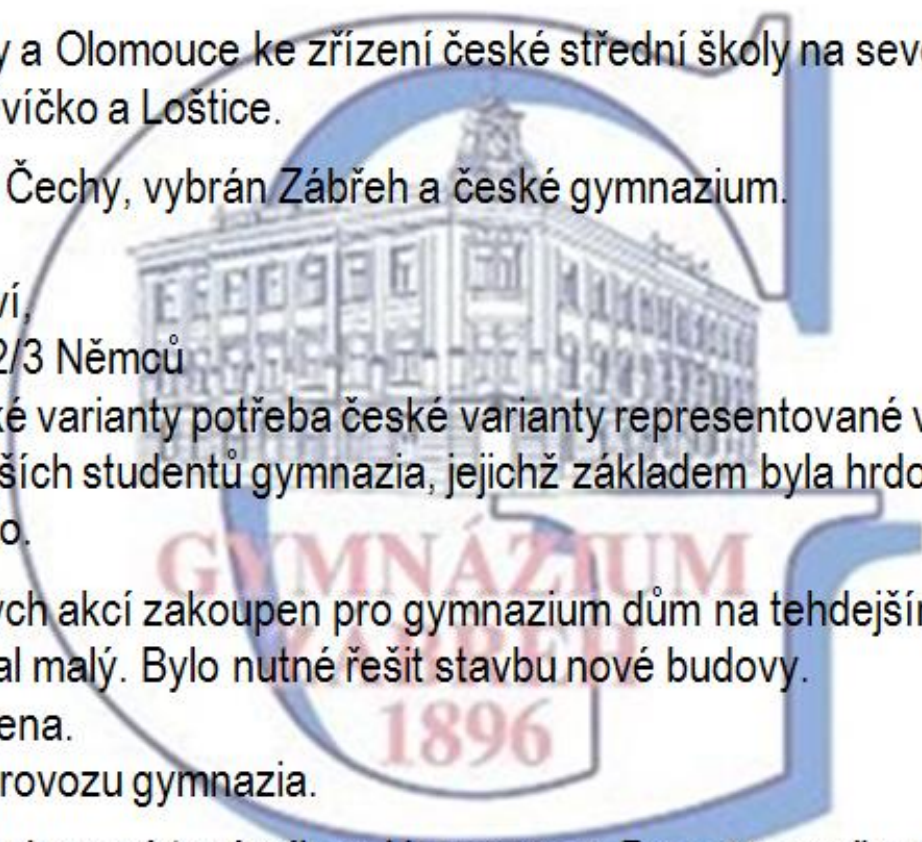 y a Olomouce ke zřízení české střední školy na seve
víčko a Loštice.
Čechy, vybrán Zábřeh a české gymnazium.
ví,
2/3 Němců
ké varianty potřeba české varianty representované v
ších studentů gymnazia, jejichž základem byla hrdo
o.
GYMNÁZIUM
ých akcí zakoupen pro gymnazium dům na tehdejším
al malý. Bylo nutné řešit stavbu nové budovy.
ZÁBŘEH
ena.
1896
rovozu gymnazia.